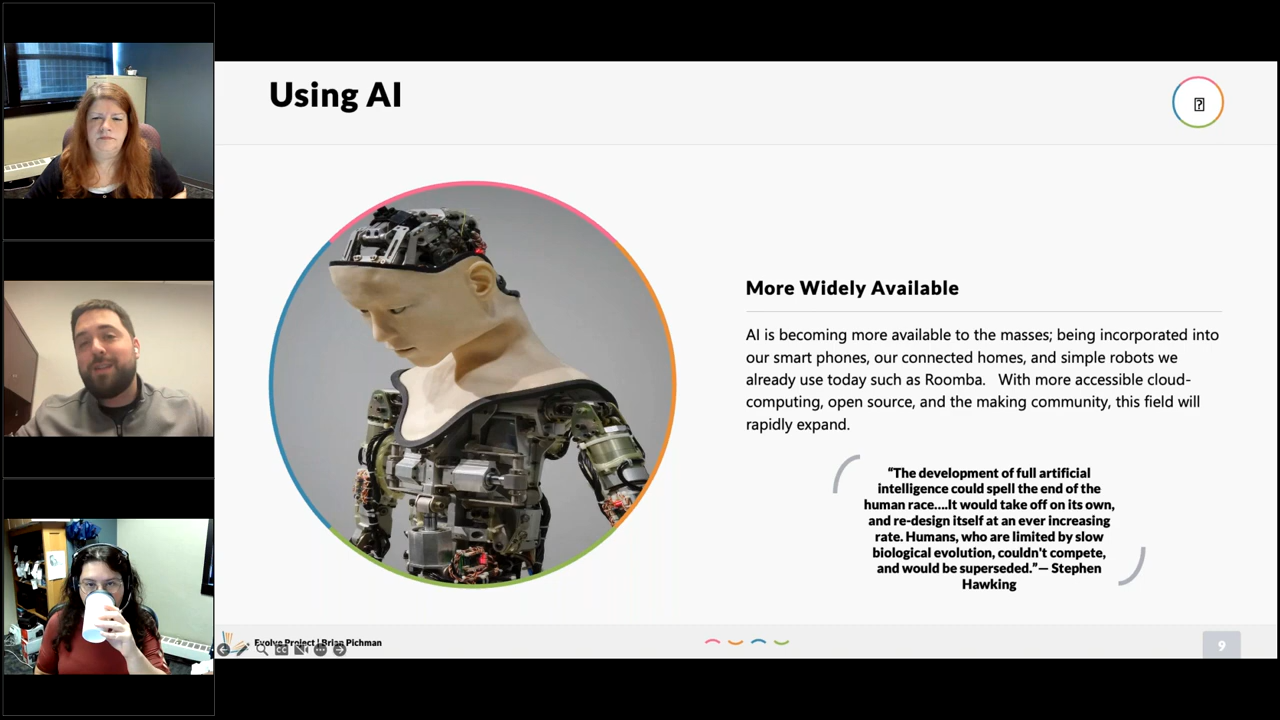 Using AI
More Widely Available
AI is becoming more available to the masses; being incorporated into
our smart phones, our connected homes, and simple robots we
already use today such as Roomba.   With more accessible cloud-
computing, open source, and the making community, this field will
rapidly expand.
“The development of full artificial
intelligence could spell the end of the
human race....It would take off on its own,
and re-design itself at an ever increasing
rate. Humans, who are limited by slow
biological evolution, couldn't compete,
and would be superseded.”— Stephen
Hawking
Evolve Project | Brian Pichman
9